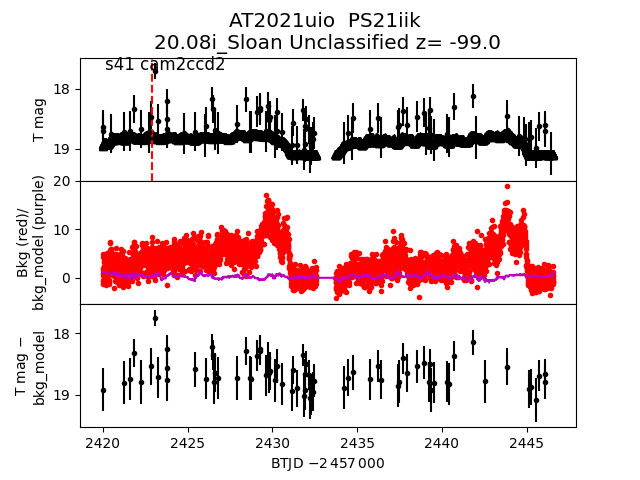 AT2021uio  PS21iik
20.08i_Sloan Unclassified z= -99.0
s41 cam2ccd2
18
19
T mag
20
10
0
Bkg (red)/
bkg_model (purple)
18
19
T mag −
bkg_model
2420
2425
2430
2435
2440
2445
BTJD −2 457 000